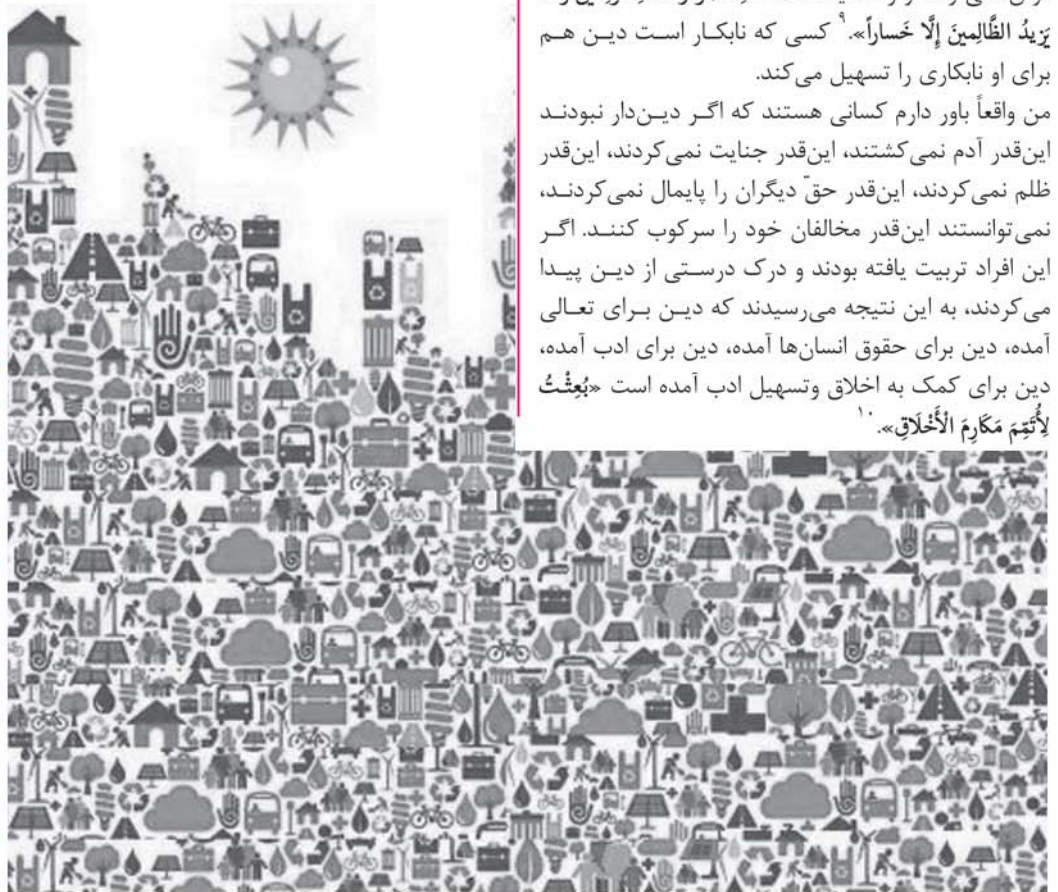 یَزیدُ الظَّالِمینَ إِلَّا خَساراً».۹ کسی که نابکار است دین هم
برای او نابکاری را تسهیل می‌کند.
من واقعاً باور دارم کسانی هستند که اگر دین‌دار نبودند
این‌قدر آدم نمی‌کشتند، این‌قدر جنایت نمی‌کردند، این‌قدر
ظلم نمی‌کردند، این‌قدر حقّ دیگران را پایمال نمی‌کردند،
نمی‌توانستند این‌قدر مخالفان خود را سرکوب کنند. اگر
این افراد تربیت یافته بودند و درک درستی از دین پیدا
می‌کردند، به این نتیجه می‌رسیدند که دین برای تعالی
آمده، دین برای حقوق انسان‌ها آمده، دین برای ادب آمده،
دین برای کمک به اخلاق وتسهیل ادب آمده است «بُعِثْتُ
لِأُتَمِّمَ مَکَارِمَ الْأَخْلَاقِ».۱۰